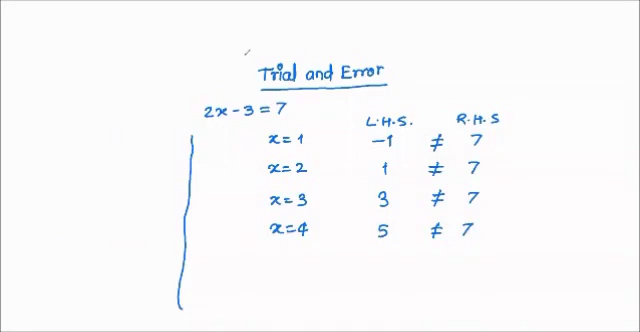 Trial and Error
2x - 3 = 7
L.H.S. R.H.S
x = 1 -1 ≠ 7
x = 2 1 ≠ 7
x = 3 3 ≠ 7
x = 4 5 ≠ 7